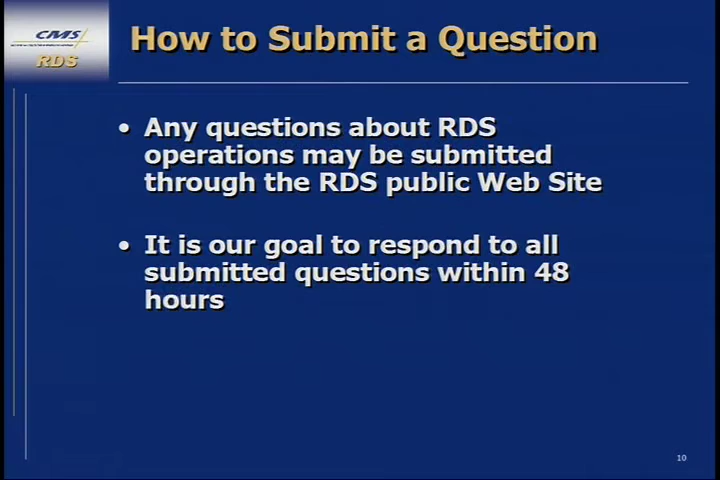 CMS
RDS
How to Submit a Question
• Any questions about RDS
operations may be submitted
through the RDS public Web Site
• It is our goal to respond to all
submitted questions within 48
hours
10